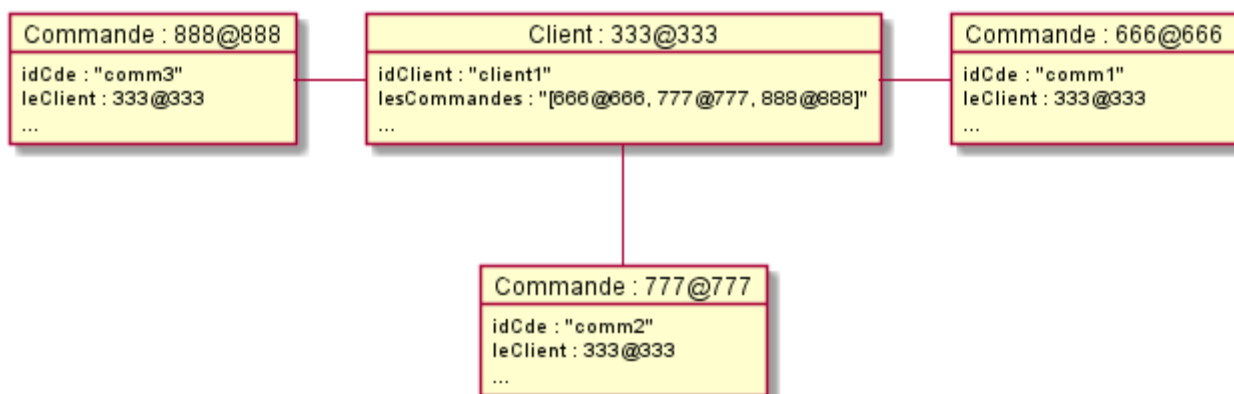 Commande : 888@888
idCde : "comm3"
leClient : 333@333
...
Client : 333@333
idClient : "client1"
lesCommandes : "[666@666, 777@777, 888@888]"
...
Commande : 666@666
idCde : "comm1"
leClient : 333@333
...
Commande : 777@777
idCde : "comm2"
leClient : 333@333
...